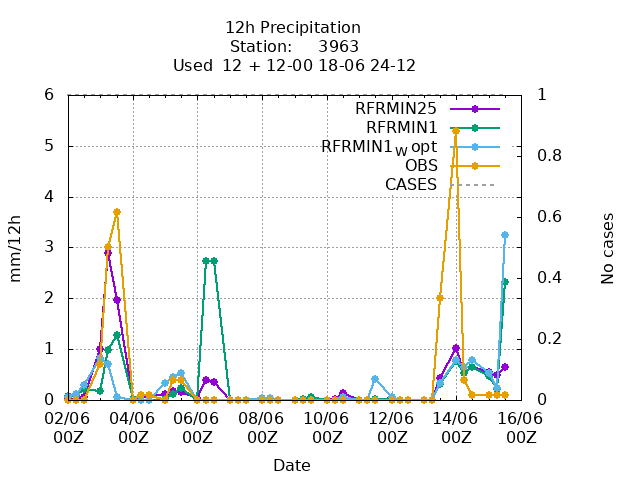 12h Precipitation
Station: 3963
Used 12 + 12-00 18-06 24-12
RFRMIN25
RFRMIN1
RFRMIN1W opt
OBS
CASES
mm/12h
6
5
4
3
2
1
0
No cases
1
0.8
0.6
0.4
0.2
0
02/06 04/06 06/06 08/06 10/06 12/06 14/06 16/06
00Z 00Z 00Z 00Z 00Z 00Z 00Z 00Z
Date